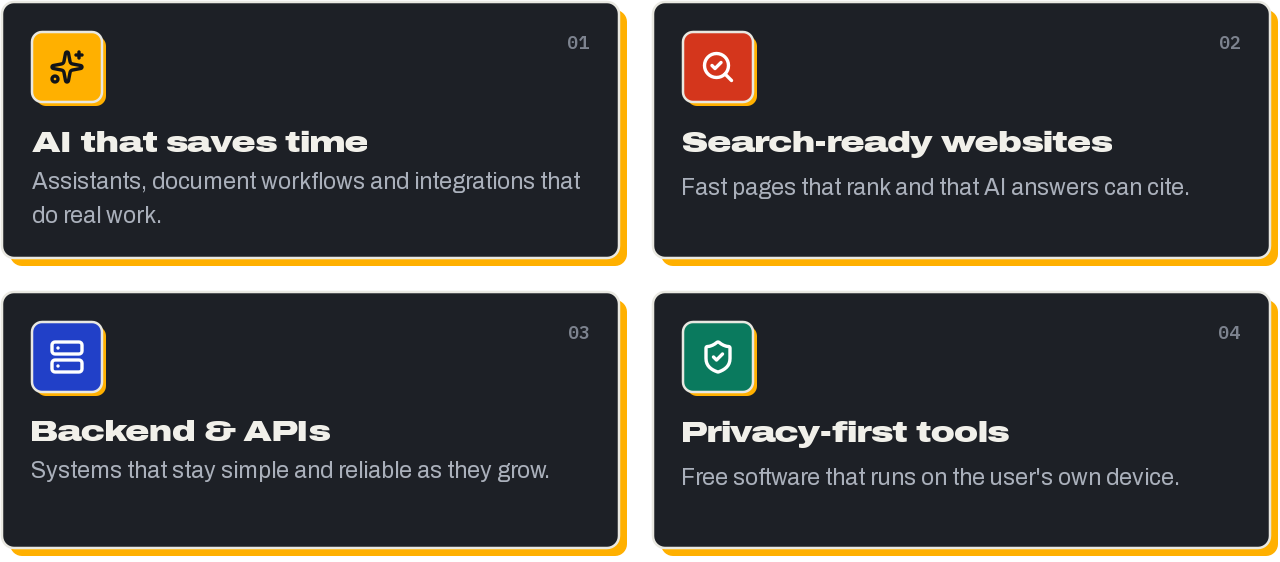 01
AI that saves time
Assistants, document workflows and integrations that
do real work.
02
Search-ready websites
Fast pages that rank and that AI answers can cite.
03
Backend & APIs
Systems that stay simple and reliable as they grow.
04
Privacy-first tools
Free software that runs on the user's own device.